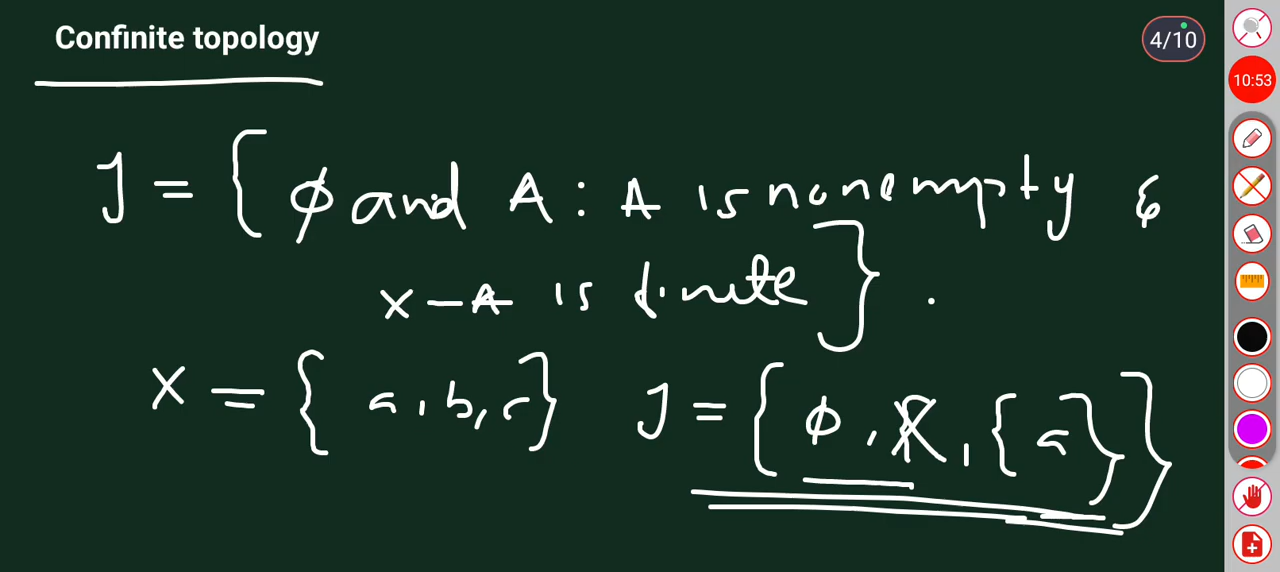 Confinite topology
4/10
10:53
J = { ϕ and A : A is nonempty &
X - A is finite } .
X = { a, b, c } J = { ϕ, X, {a} }